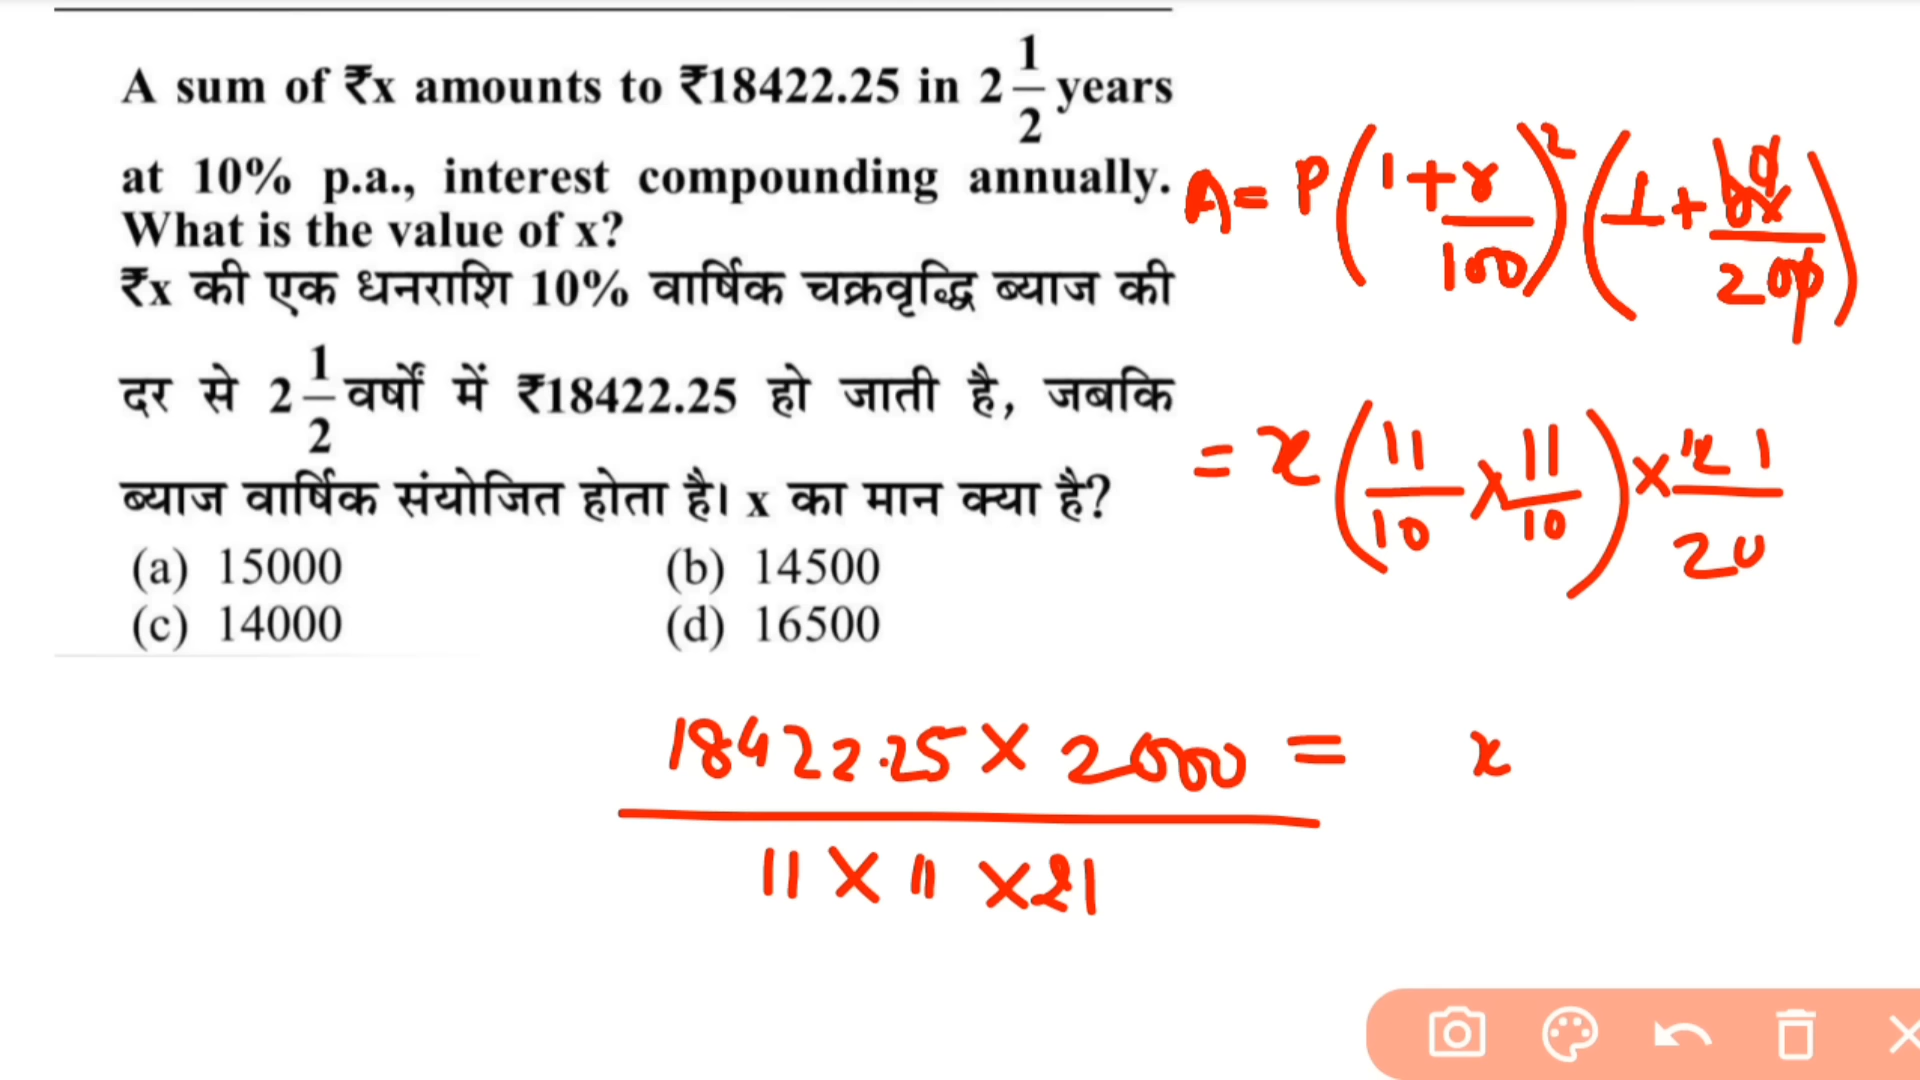 A sum of ₹x amounts to ₹18422.25 in 2 1/2 years
at 10% p.a., interest compounding annually.
What is the value of x?
₹x की एक धनराशि 10% वार्षिक चक्रवृद्धि ब्याज की
दर से 2 1/2 वर्षों में ₹18422.25 हो जाती है, जबकि
ब्याज वार्षिक संयोजित होता है। x का मान क्या है?
(a) 15000 (b) 14500
(c) 14000 (d) 16500
A = P(1+r/100)²(1+10/200)
= x(11/10 × 11/10) × 21/20
18422.25 × 2000 = x
11 × 11 × 21